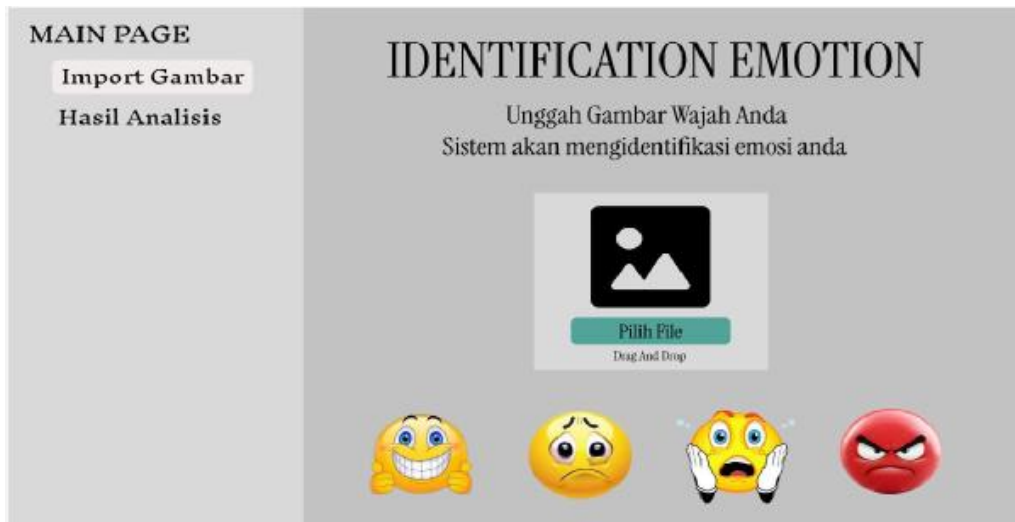 MAIN PAGE
Import Gambar
Hasil Analisis
IDENTIFICATION EMOTION
Unggah Gambar Wajah Anda
Sistem akan mengidentifikasi emosi anda
Pilih File
Drag And Drop